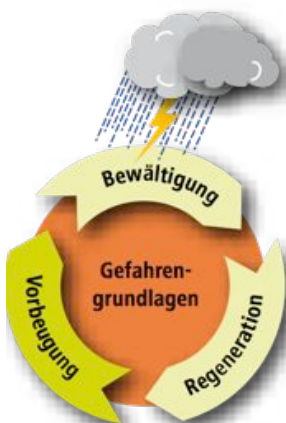 Bewältigung
Gefahren-
grundlagen
Vorbeugung
Regeneration